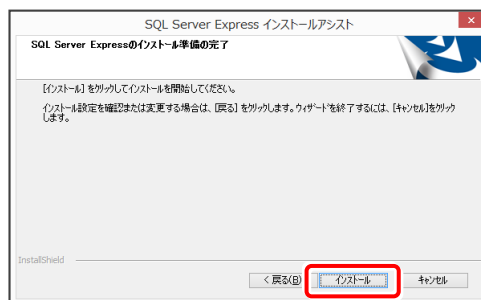 SQL Server Express インストールアシスト
SQL Server Expressのインストール準備の完了
[インストール] をクリックしてインストールを開始してください。
インストール設定を確認または変更する場合は、[戻る] をクリックします。ウィザードを終了するには、[キャンセル]をクリック
します。
InstallShield
< 戻る(B)
インストール
キャンセル